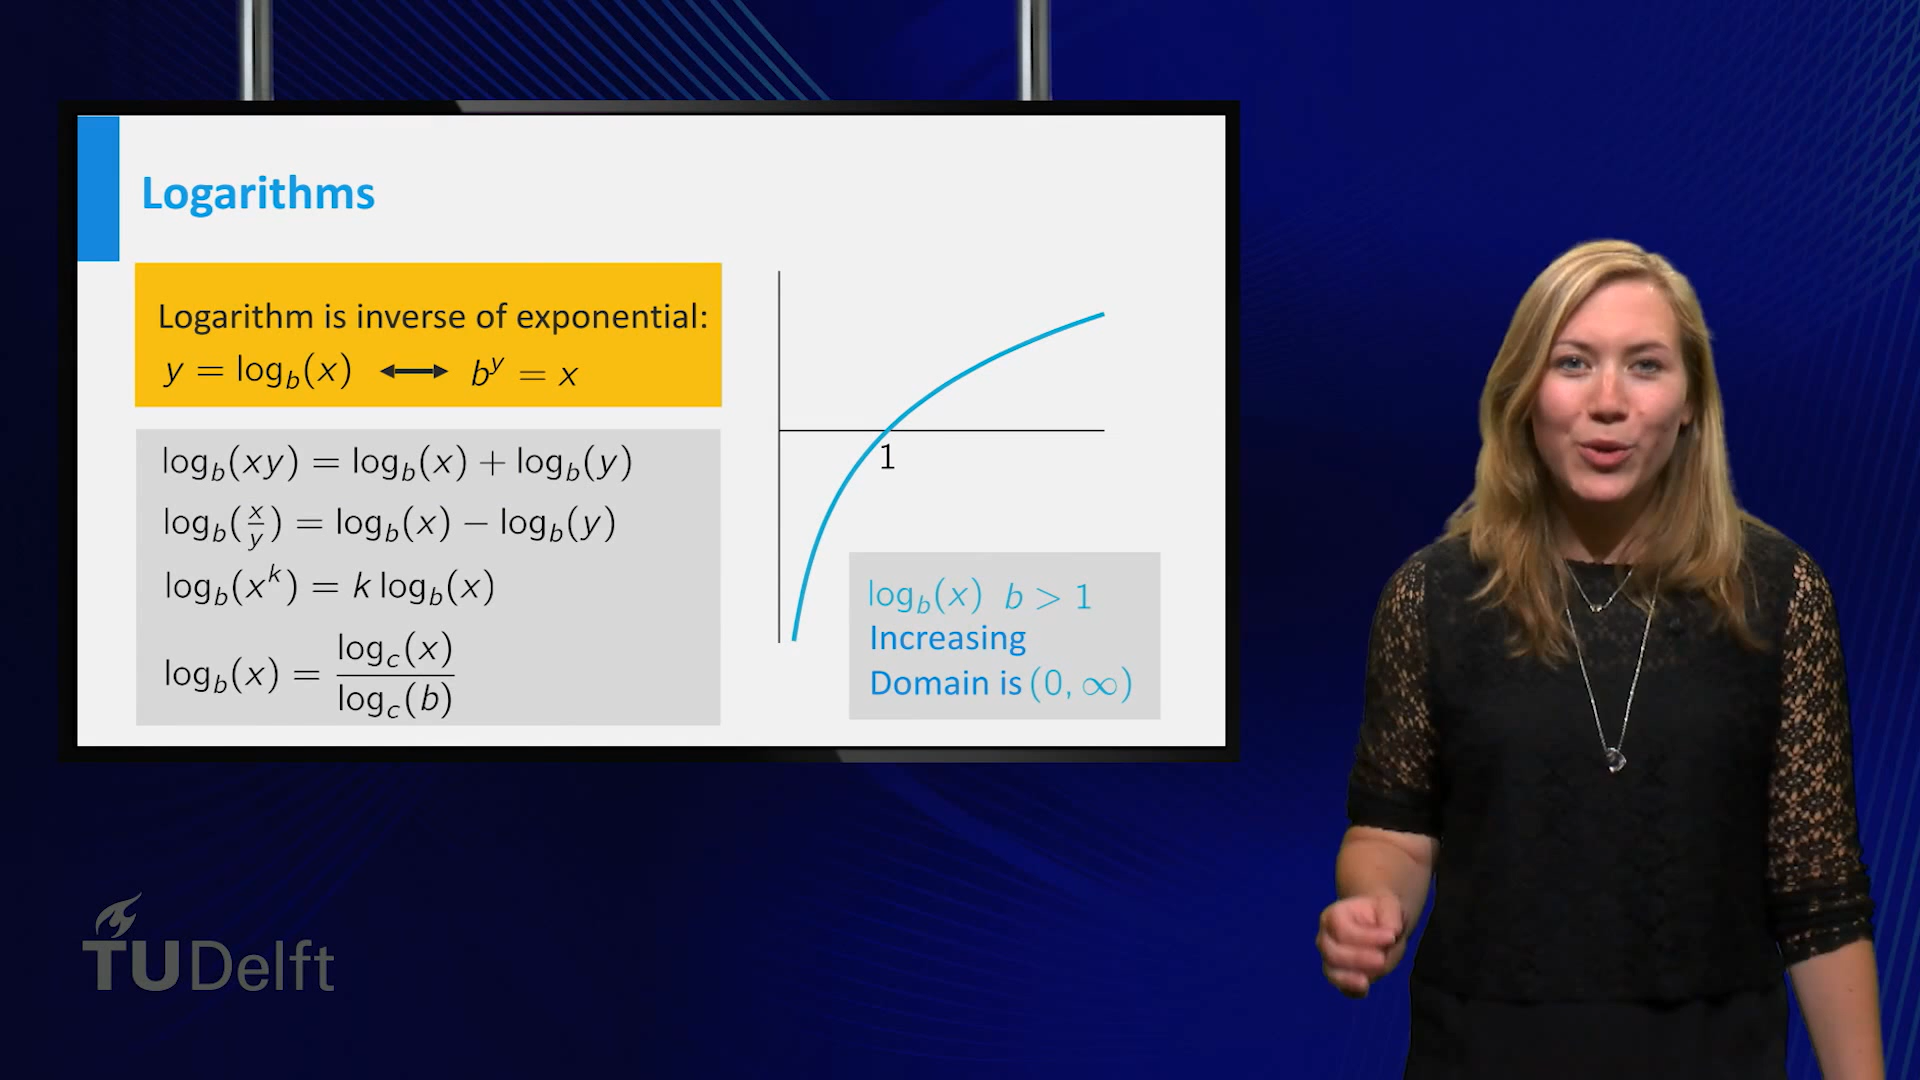 Logarithms
Logarithm is inverse of exponential:
y = log_b(x) ⟷ b^y = x
log_b(xy) = log_b(x) + log_b(y)
log_b(x/y) = log_b(x) − log_b(y)
log_b(x^k) = k log_b(x)
log_b(x) = log_c(x) / log_c(b)
1
log_b(x) b > 1
Increasing
Domain is (0, ∞)
TU Delft